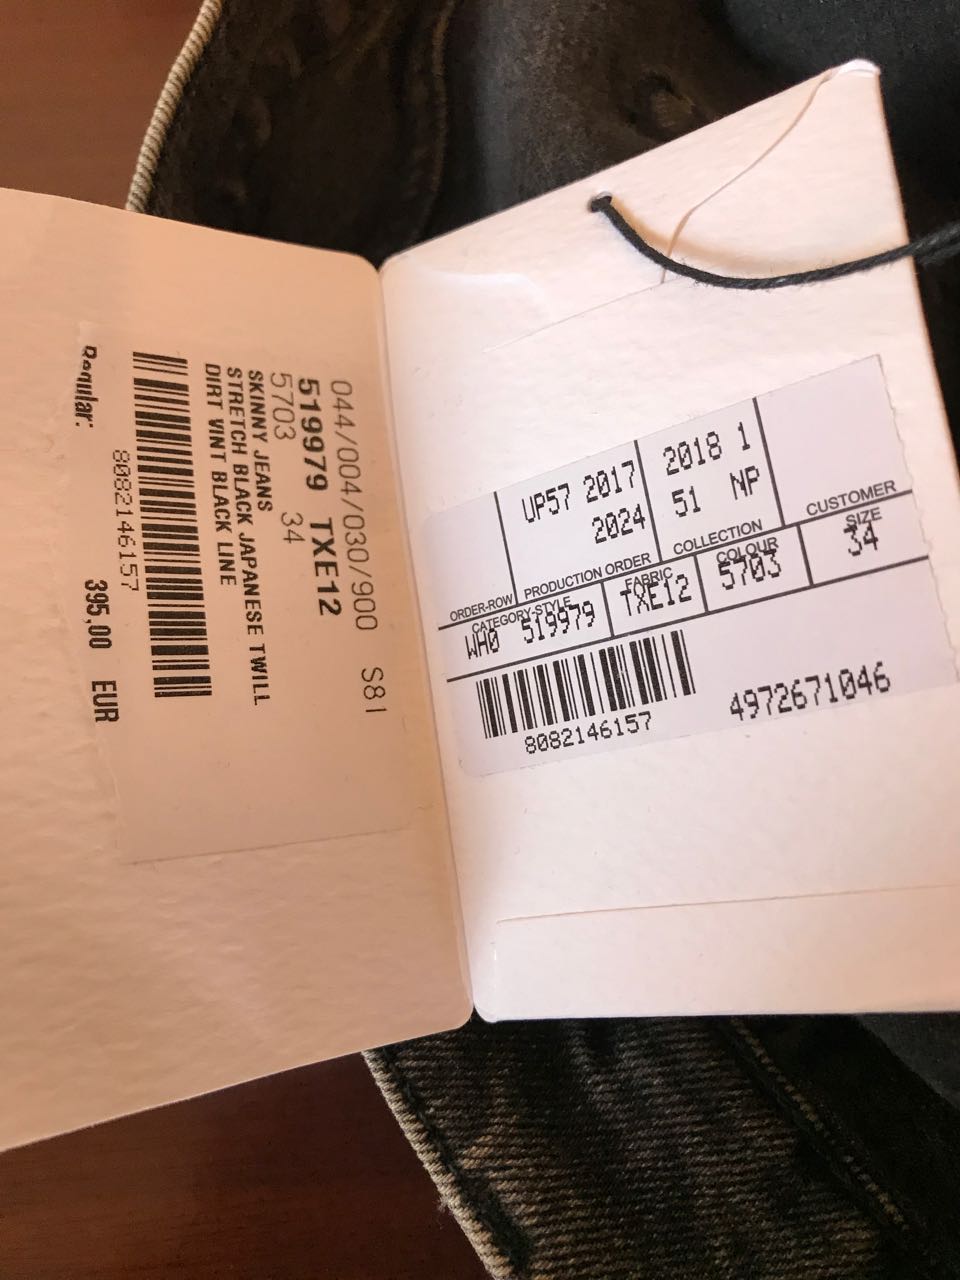 044/004/030/900 S81
519979 TXE12
5703 34
SKINNY JEANS
STRETCH BLACK JAPANESE TWILL
DIRT VINT BLACK LINE
8082146157
Regular: 395,00 EUR
UP57 2017
2024
2018 1
51 NP
ORDER-ROW
PRODUCTION ORDER
COLLECTION
CUSTOMER
CATEGORY-STYLE
FABRIC
COLOUR
SIZE
WH0 519979
TXE12
5703
34
8082146157
4972671046